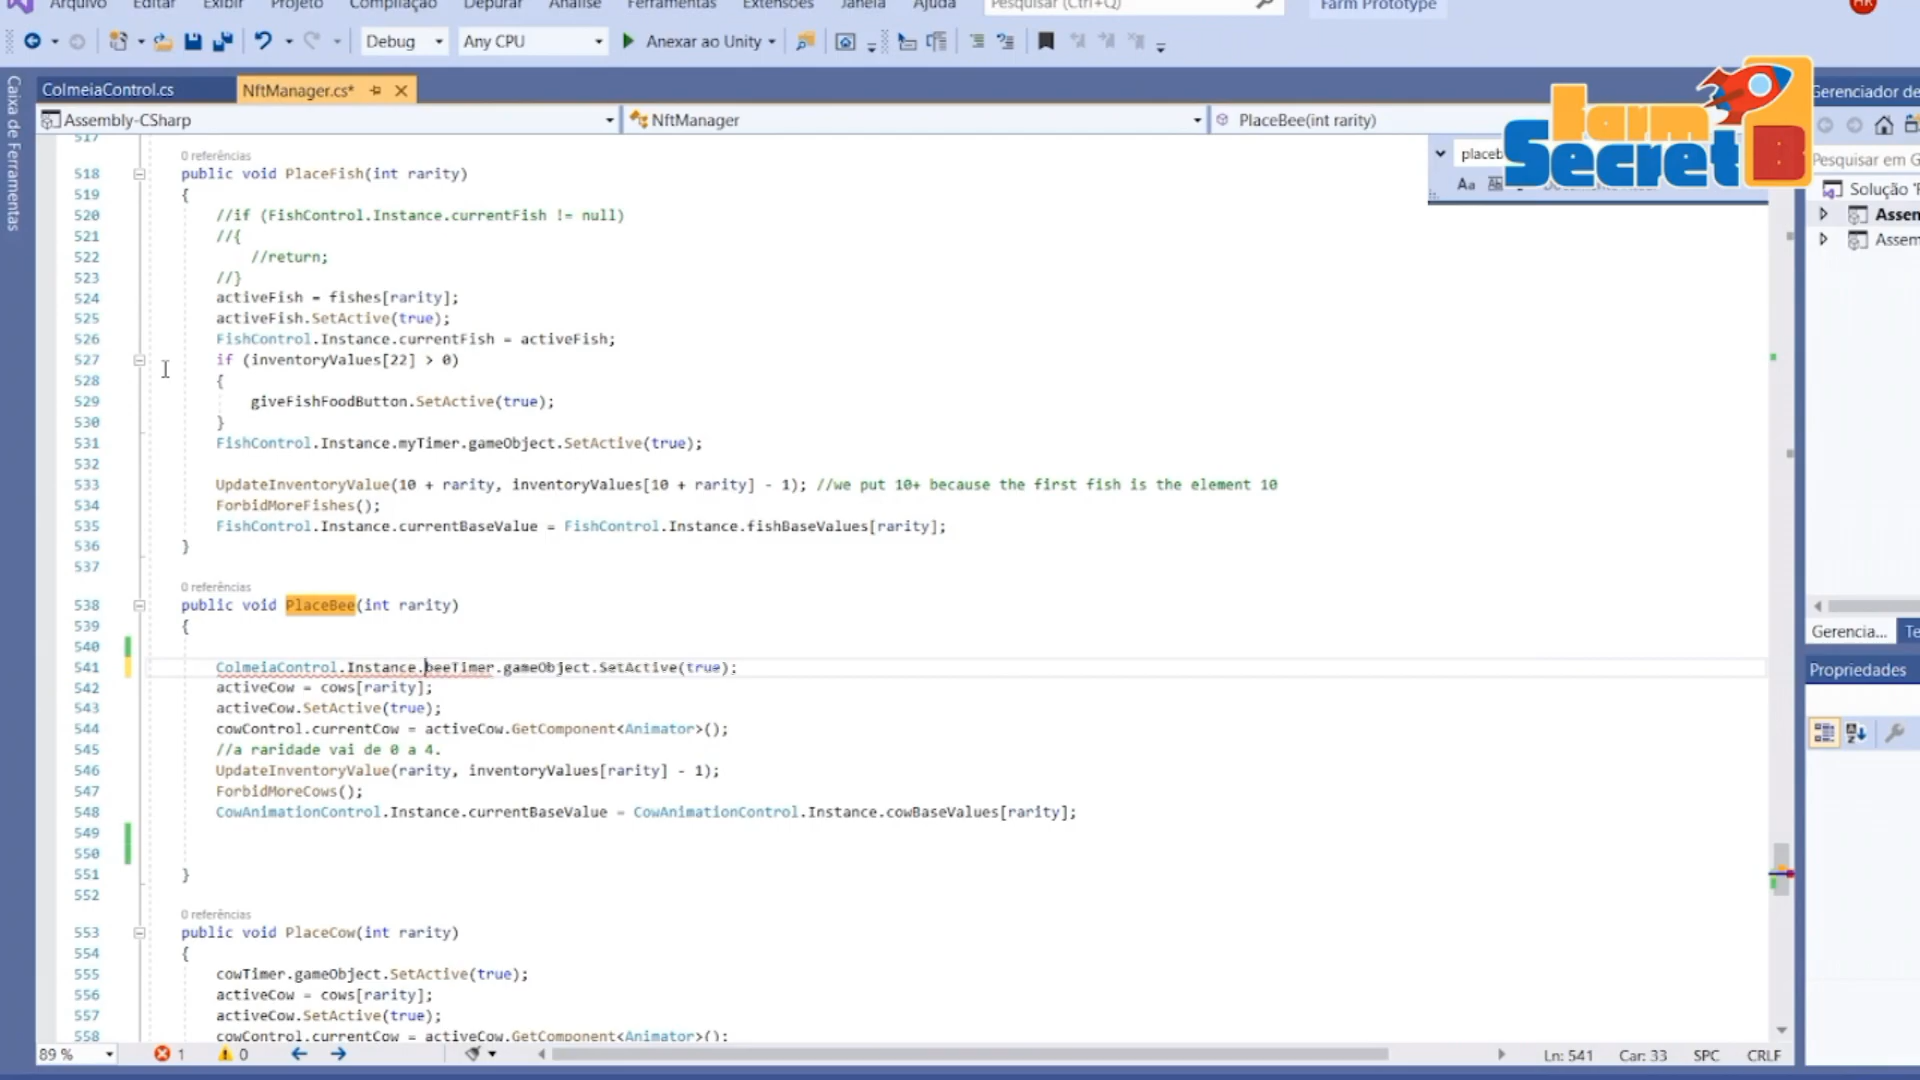 Arquivo Editar Exibir Projeto Compilação Depurar Análise Ferramentas Extensões Janela Ajuda Pesquisar (Ctrl+Q) Farm Prototype
Debug Any CPU Anexar ao Unity
ColmeiaControl.cs NftManager.cs*
Assembly-CSharp NftManager PlaceBee(int rarity)
Caixa de Ferramentas
Farm
Secret B
placeb
Aa
517
0 referências
518 public void PlaceFish(int rarity)
519 {
520 //if (FishControl.Instance.currentFish != null)
521 //{
522 //return;
523 //}
524 activeFish = fishes[rarity];
525 activeFish.SetActive(true);
526 FishControl.Instance.currentFish = activeFish;
527 if (inventoryValues[22] > 0)
528 {
529 giveFishFoodButton.SetActive(true);
530 }
531 FishControl.Instance.myTimer.gameObject.SetActive(true);
532
533 UpdateInventoryValue(10 + rarity, inventoryValues[10 + rarity] - 1); //we put 10+ because the first fish is the element 10
534 ForbidMoreFishes();
535 FishControl.Instance.currentBaseValue = FishControl.Instance.fishBaseValues[rarity];
536 }
537
0 referências
538 public void PlaceBee(int rarity)
539 {
540
541 ColmeiaControl.Instance.beeTimer.gameObject.SetActive(true);
542 activeCow = cows[rarity];
543 activeCow.SetActive(true);
544 cowControl.currentCow = activeCow.GetComponent<Animator>();
545 //a raridade vai de 0 a 4.
546 UpdateInventoryValue(rarity, inventoryValues[rarity] - 1);
547 ForbidMoreCows();
548 CowAnimationControl.Instance.currentBaseValue = CowAnimationControl.Instance.cowBaseValues[rarity];
549
550
551 }
552
0 referências
553 public void PlaceCow(int rarity)
554 {
555 cowTimer.gameObject.SetActive(true);
556 activeCow = cows[rarity];
557 activeCow.SetActive(true);
558 cowControl.currentCow = activeCow.GetComponent<Animator>();
89 % 1 0 Ln: 541 Car: 33 SPC CRLF
Gerenciador de
Pesquisar em G
Solução
Assen
Assem
Gerencia... Te
Propriedades